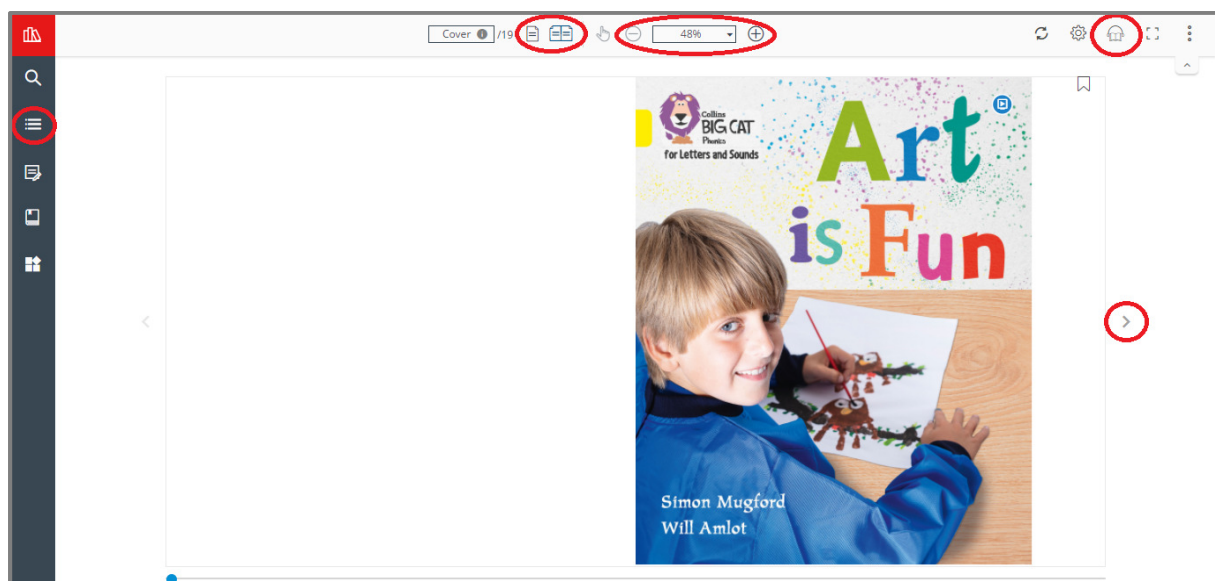 Cover /19
48%
Collins
BIG CAT
Phonics
for Letters and Sounds
Art
is Fun
Simon Mugford
Will Amlot